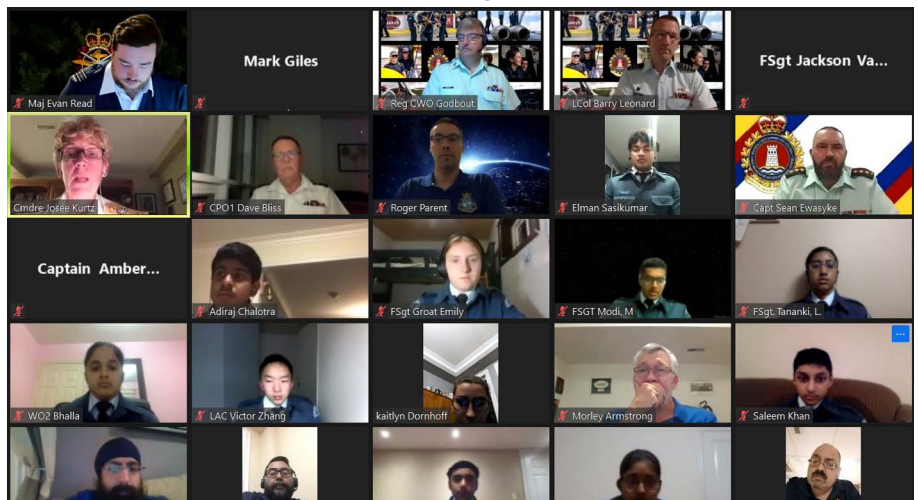 Maj Evan Read
Mark Giles
Reg CWO Godbout
LCol Barry Leonard
FSgt Jackson Va...
Cmdre Josée Kurtz
CPO1 Dave Bliss
Roger Parent
Elman Sasikumar
Capt Sean Ewasyke
Captain Amber...
Adiraj Chalotra
FSgt Groat Emily
FSGT Modi. M
FSgt. Tananki, L.
WO2 Bhalla
LAC Victor Zhang
kaitlyn Dornhoff
Morley Armstrong
Saleem Khan